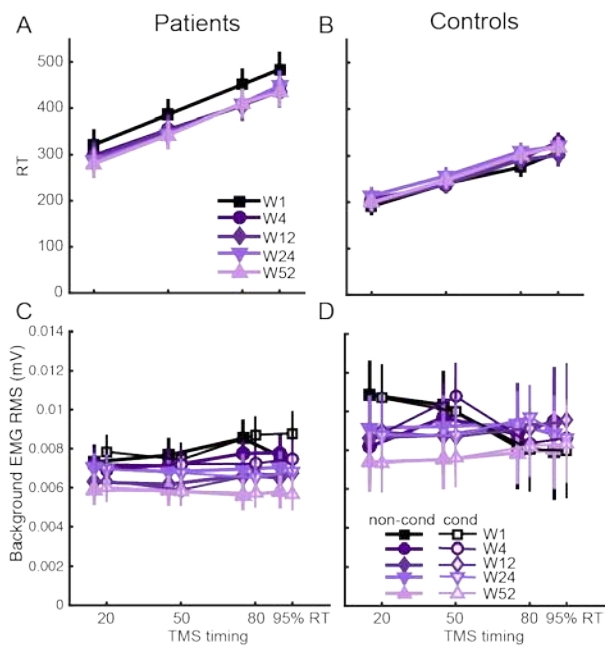 A Patients
B Controls
500
400
300
200
100
0
RT
W1
W4
W12
W24
W52
C
D
0.014
0.012
0.01
0.009
0.006
0.004
0.002
0
Background EMG RMS (mV)
non-cond cond
W1
W4
W12
W24
W52
20 50 80 95% RT
TMS timing
20 50 80 95% RT
TMS timing